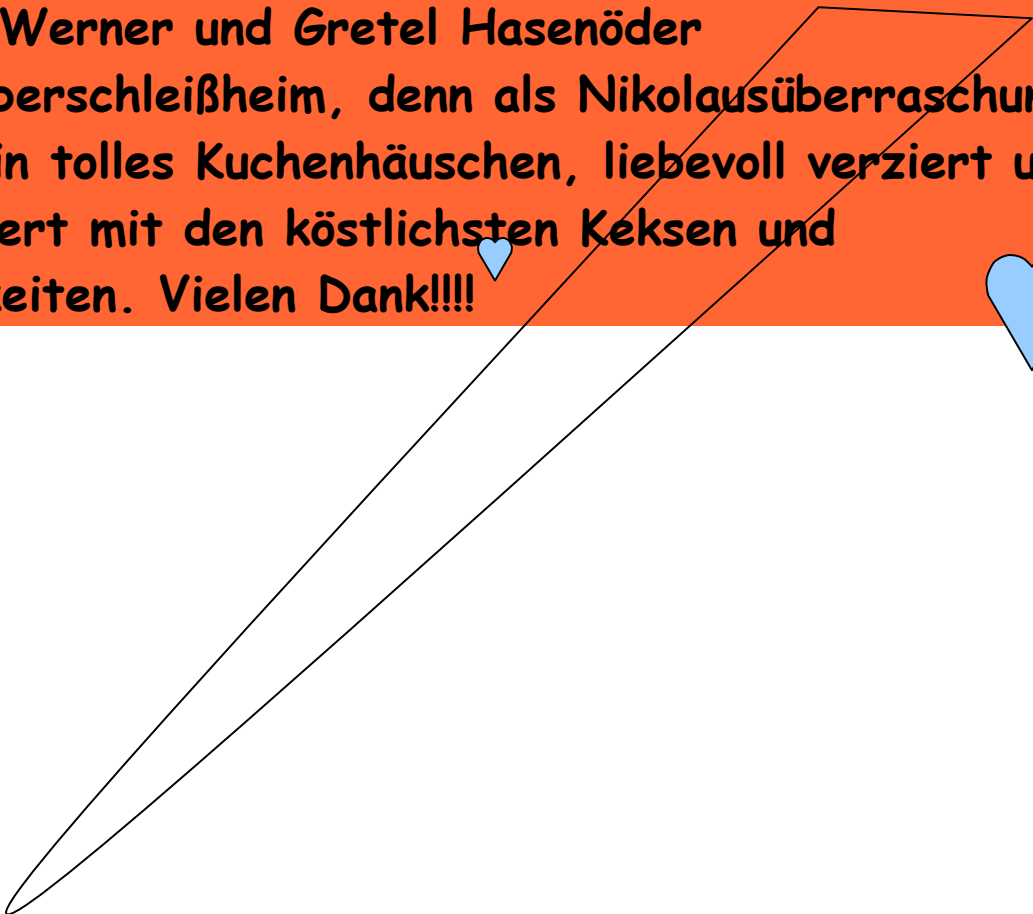 Werner und Gretel Hasenöder
berschleißheim, denn als Nikolausüberraschun
in tolles Kuchenhäuschen, liebevoll verziert u
ert mit den köstlichsten Keksen und
eiten. Vielen Dank!!!!